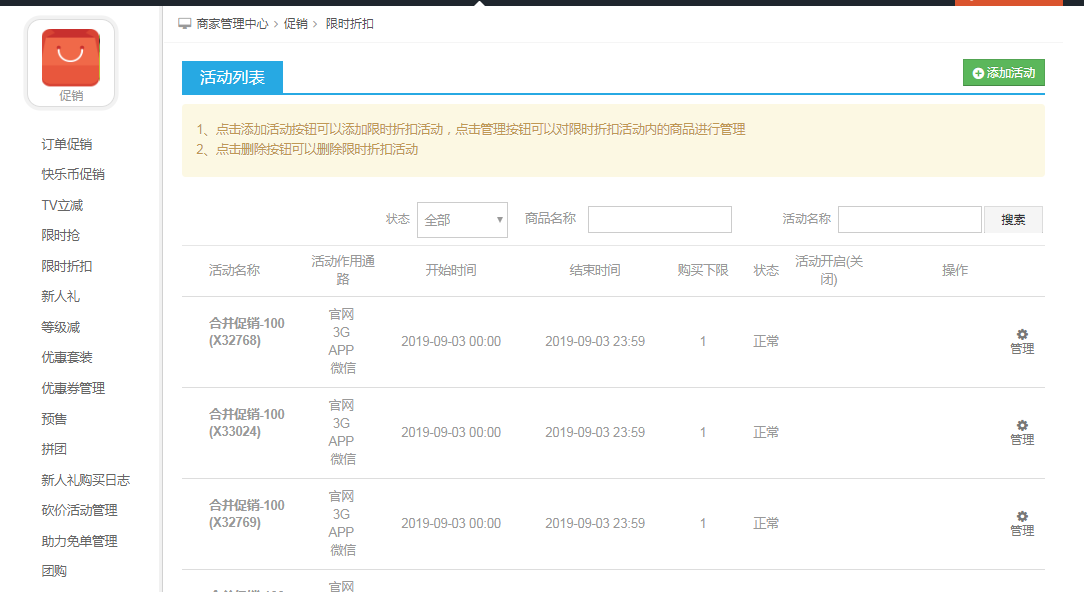 商家管理中心 > 促销 > 限时折扣
促销
订单促销
快乐币促销
TV立减
限时抢
限时折扣
新人礼
等级减
优惠套装
优惠券管理
预售
拼团
新人礼购买日志
砍价活动管理
助力免单管理
团购
活动列表
添加活动
1、点击添加活动按钮可以添加限时折扣活动，点击管理按钮可以对限时折扣活动内的商品进行管理
2、点击删除按钮可以删除限时折扣活动
状态 全部 商品名称 活动名称 搜索
活动名称 活动作用通路 开始时间 结束时间 购买下限 状态 活动开启(关闭) 操作
合并促销-100
(X32768)
官网
3G
APP
微信
2019-09-03 00:00 2019-09-03 23:59 1 正常 管理
合并促销-100
(X33024)
官网
3G
APP
微信
2019-09-03 00:00 2019-09-03 23:59 1 正常 管理
合并促销-100
(X32769)
官网
3G
APP
微信
2019-09-03 00:00 2019-09-03 23:59 1 正常 管理
官网